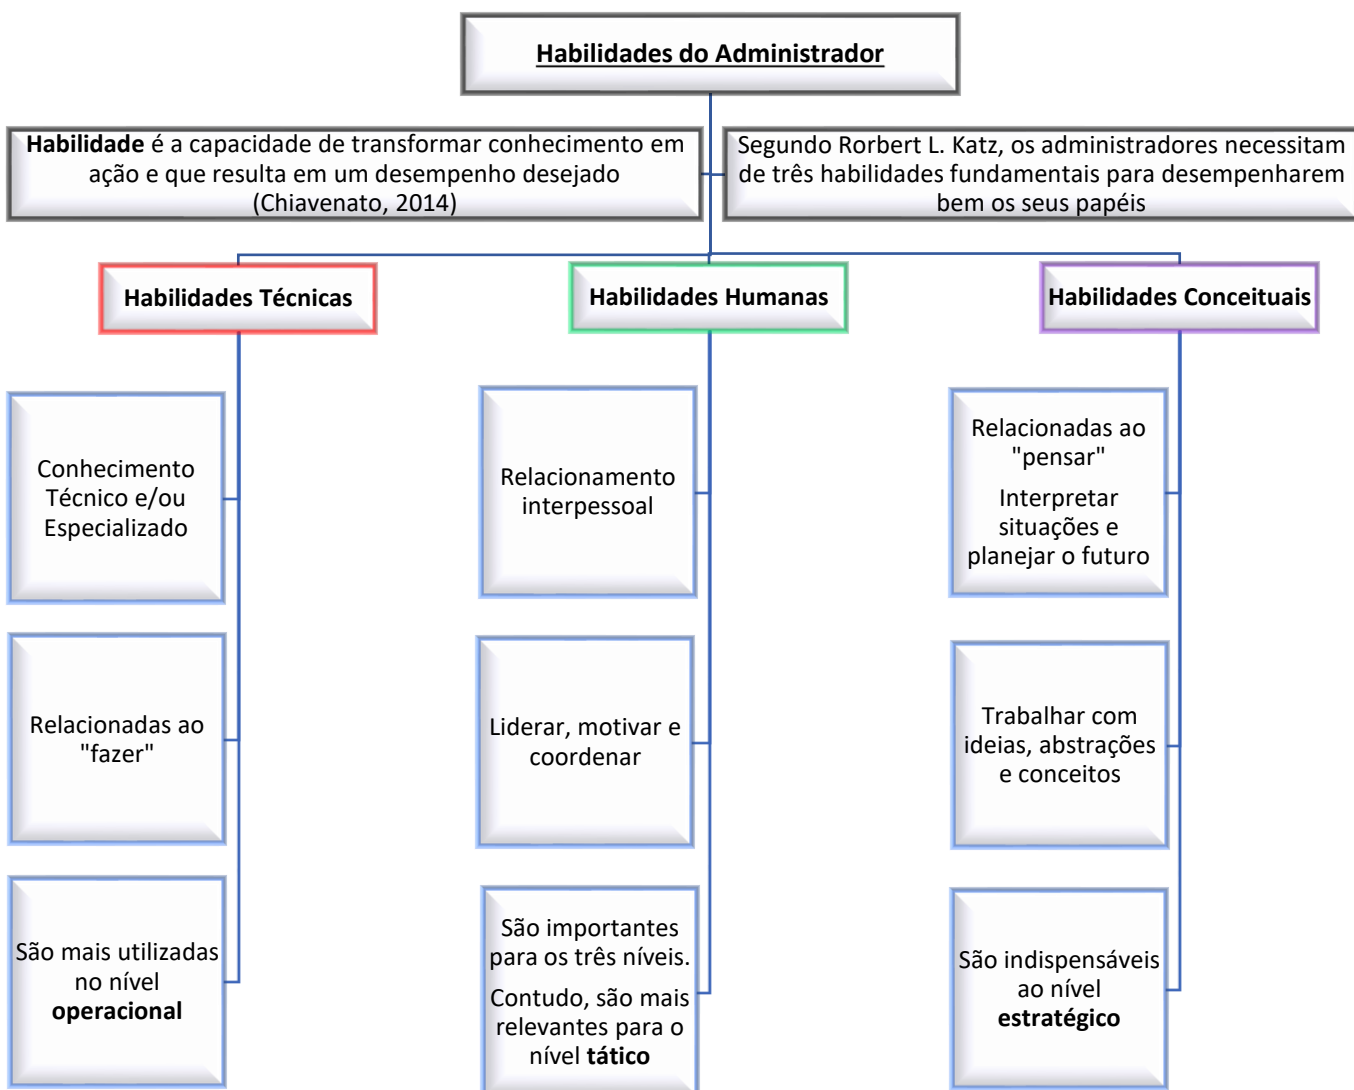 Habilidades do Administrador
Habilidade é a capacidade de transformar conhecimento em
ação e que resulta em um desempenho desejado
(Chiavenato, 2014)
Segundo Rorbert L. Katz, os administradores necessitam
de três habilidades fundamentais para desempenharem
bem os seus papéis
Habilidades Técnicas
Conhecimento
Técnico e/ou
Especializado
Relacionadas ao
"fazer"
São mais utilizadas
no nível
operacional
Habilidades Humanas
Relacionamento
interpessoal
Liderar, motivar e
coordenar
São importantes
para os três níveis.
Contudo, são mais
relevantes para o
nível tático
Habilidades Conceituais
Relacionadas ao
"pensar"
Interpretar
situações e
planejar o futuro
Trabalhar com
ideias, abstrações
e conceitos
São indispensáveis
ao nível
estratégico